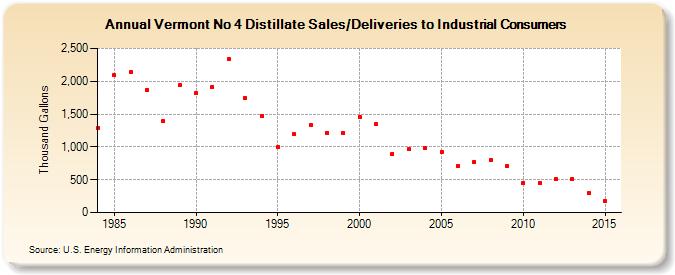 Annual Vermont No 4 Distillate Sales/Deliveries to Industrial Consumers
Thousand Gallons
2,500
2,000
1,500
1,000
500
0
1985 1990 1995 2000 2005 2010 2015
Source: U.S. Energy Information Administration